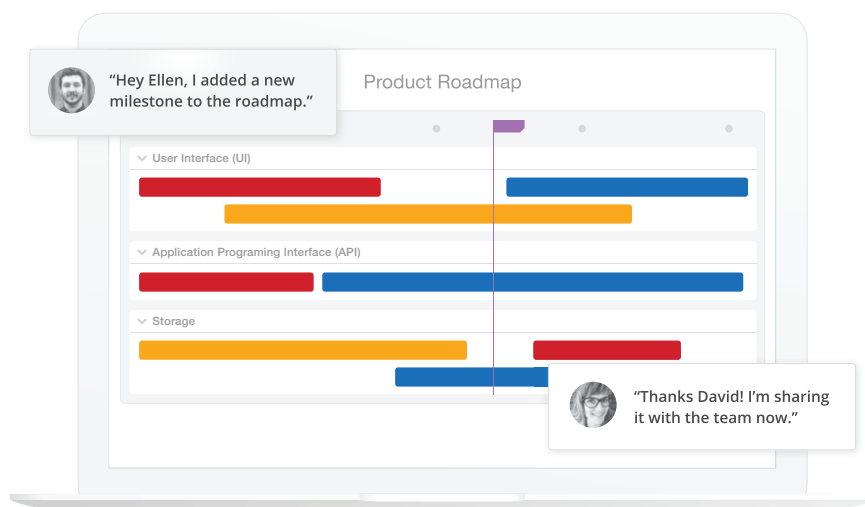 “Hey Ellen, I added a new
milestone to the roadmap.”
Product Roadmap
User Interface (UI)
Application Programing Interface (API)
Storage
“Thanks David! I’m sharing
it with the team now.”